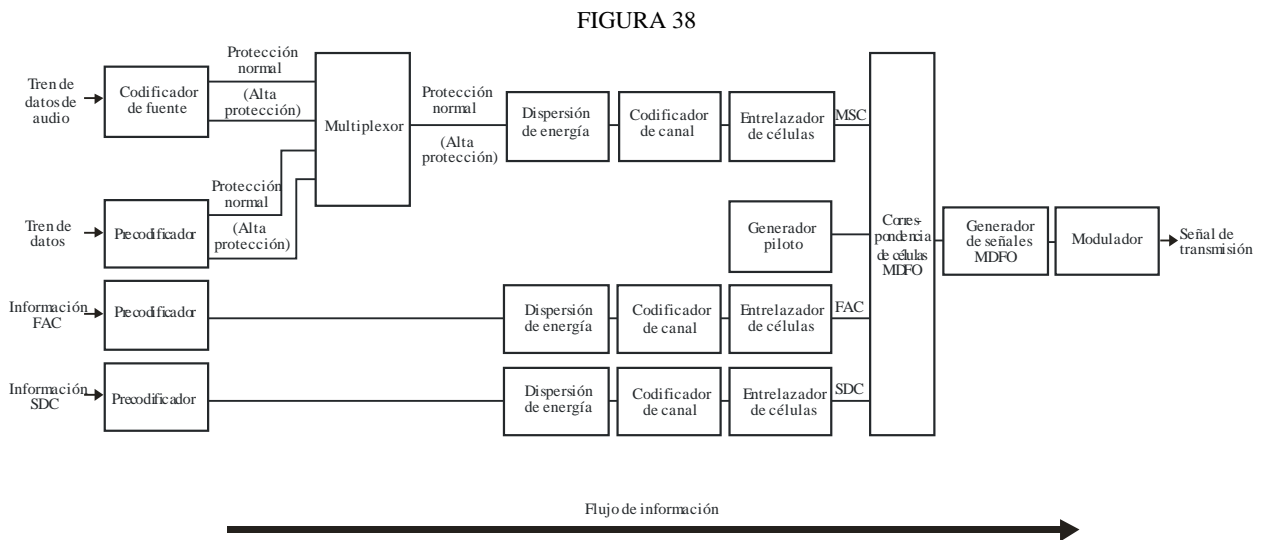 FIGURA 38
Tren de
datos de
audio
Codificador
de fuente
Protección
normal
(Alta
protección)
Multiplexor
Protección
normal
(Alta
protección)
Dispersión
de energía
Codificador
de canal
Entrelazador
de células
MSC
Tren de
datos
Precodificador
Protección
normal
(Alta
protección)
Generador
piloto
Corres-
pondencia
de células
MDFO
Generador
de señales
MDFO
Modulador
Señal de
transmisión
Información
FAC
Precodificador
Dispersión
de energía
Codificador
de canal
Entrelazador
de células
FAC
Información
SDC
Precodificador
Dispersión
de energía
Codificador
de canal
Entrelazador
de células
SDC
Flujo de información